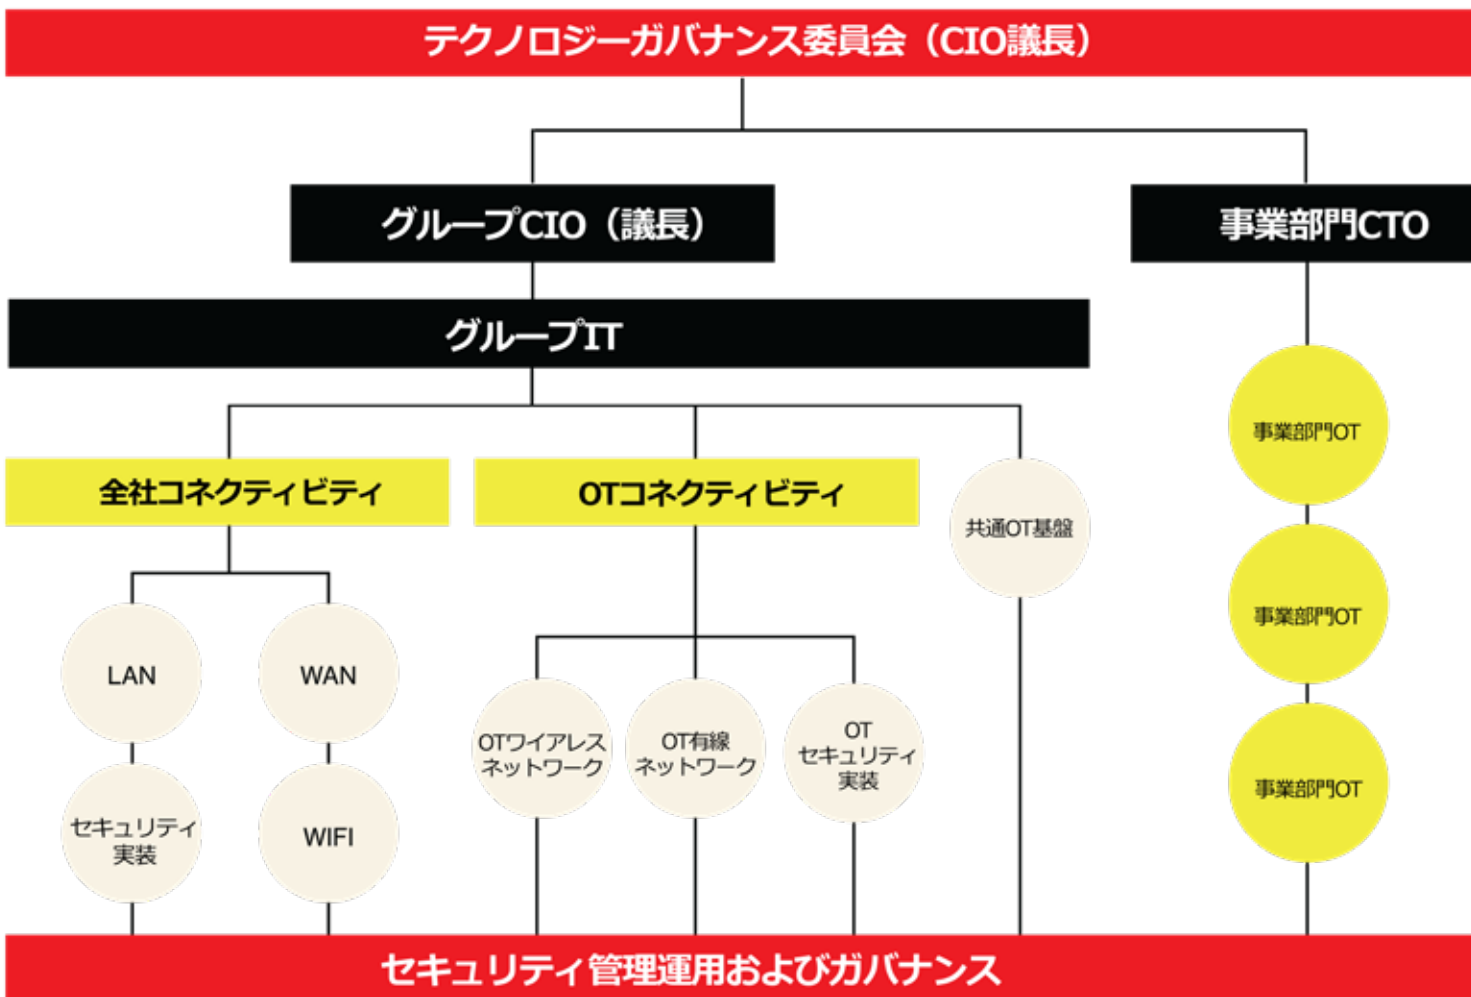 テクノロジーガバナンス委員会（CIO議長）
グループCIO（議長）
事業部門CTO
グループIT
全社コネクティビティ
OTコネクティビティ
共通OT基盤
事業部門OT
事業部門OT
事業部門OT
LAN
WAN
OTワイアレス
ネットワーク
OT有線
ネットワーク
OT
セキュリティ
実装
セキュリティ
実装
WIFI
セキュリティ管理運用およびガバナンス